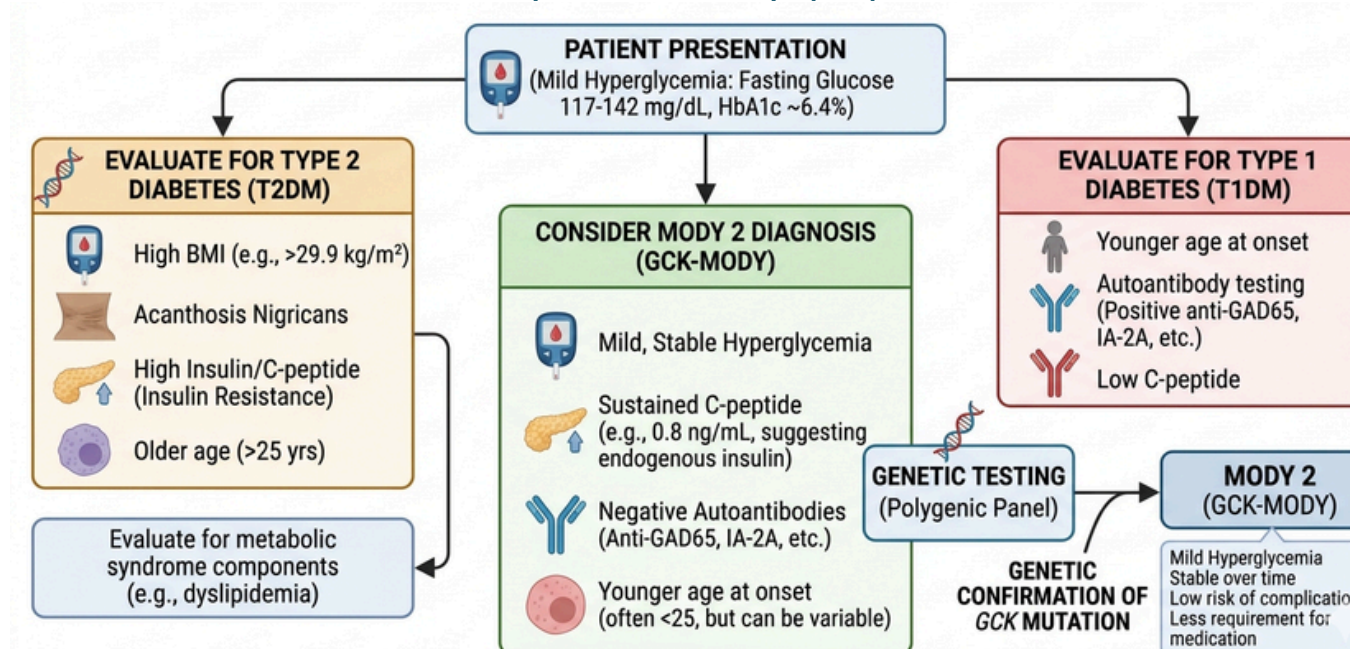 PATIENT PRESENTATION
(Mild Hyperglycemia: Fasting Glucose
117-142 mg/dL, HbA1c ~6.4%)
EVALUATE FOR TYPE 2
DIABETES (T2DM)
High BMI (e.g., >29.9 kg/m²)
Acanthosis Nigricans
High Insulin/C-peptide
(Insulin Resistance)
Older age (>25 yrs)
Evaluate for metabolic
syndrome components
(e.g., dyslipidemia)
CONSIDER MODY 2 DIAGNOSIS
(GCK-MODY)
Mild, Stable Hyperglycemia
Sustained C-peptide
(e.g., 0.8 ng/mL, suggesting
endogenous insulin)
Negative Autoantibodies
(Anti-GAD65, IA-2A, etc.)
Younger age at onset
(often <25, but can be variable)
EVALUATE FOR TYPE 1
DIABETES (T1DM)
Younger age at onset
Autoantibody testing
(Positive anti-GAD65,
IA-2A, etc.)
Low C-peptide
GENETIC TESTING
(Polygenic Panel)
GENETIC
CONFIRMATION OF
GCK MUTATION
MODY 2
(GCK-MODY)
Mild Hyperglycemia
Stable over time
Low risk of complicatio
Less requirement for
medication